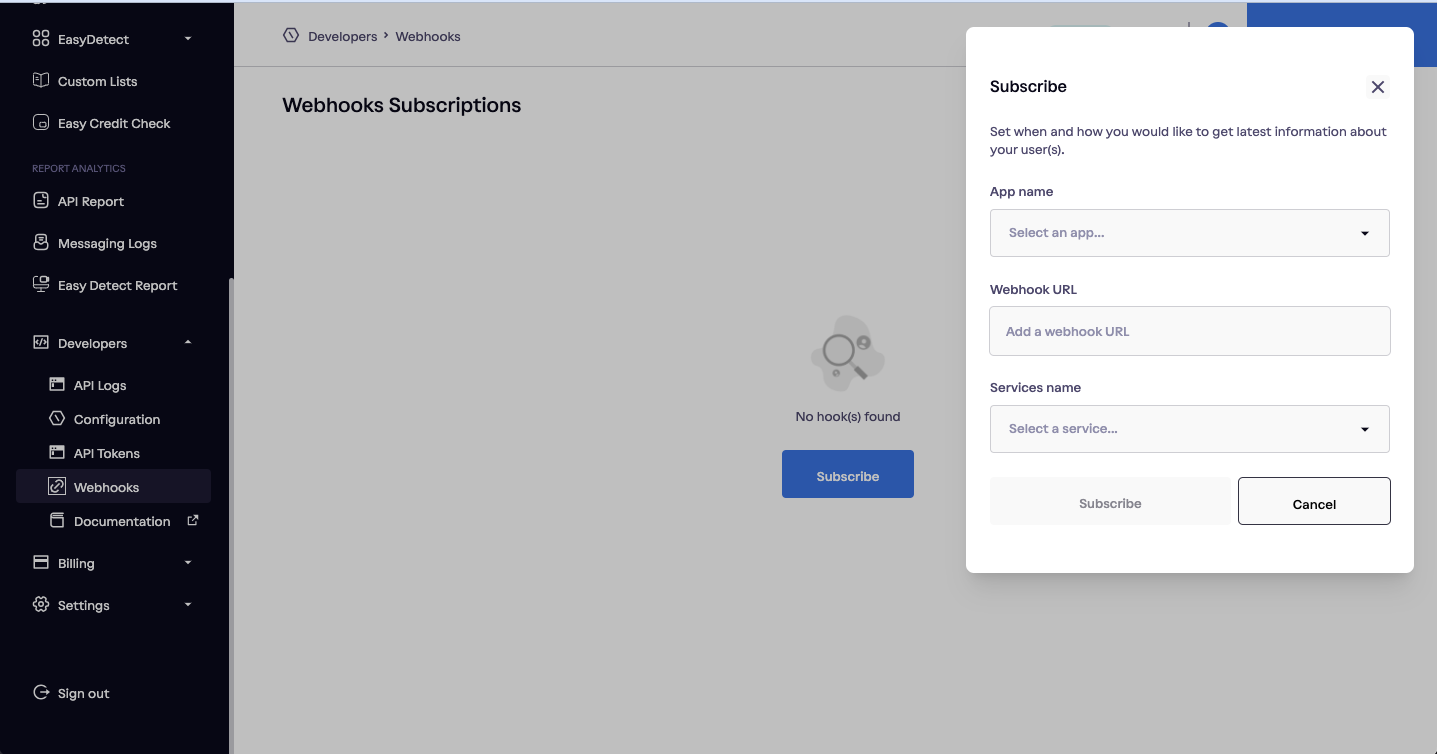 EasyDetect
Custom Lists
Easy Credit Check
REPORT ANALYTICS
API Report
Messaging Logs
Easy Detect Report
Developers
API Logs
Configuration
API Tokens
Webhooks
Documentation
Billing
Settings
Sign out
Developers › Webhooks
Webhooks Subscriptions
No hook(s) found
Subscribe
Subscribe
Set when and how you would like to get latest information about
your user(s).
App name
Select an app...
Webhook URL
Add a webhook URL
Services name
Select a service...
Subscribe
Cancel